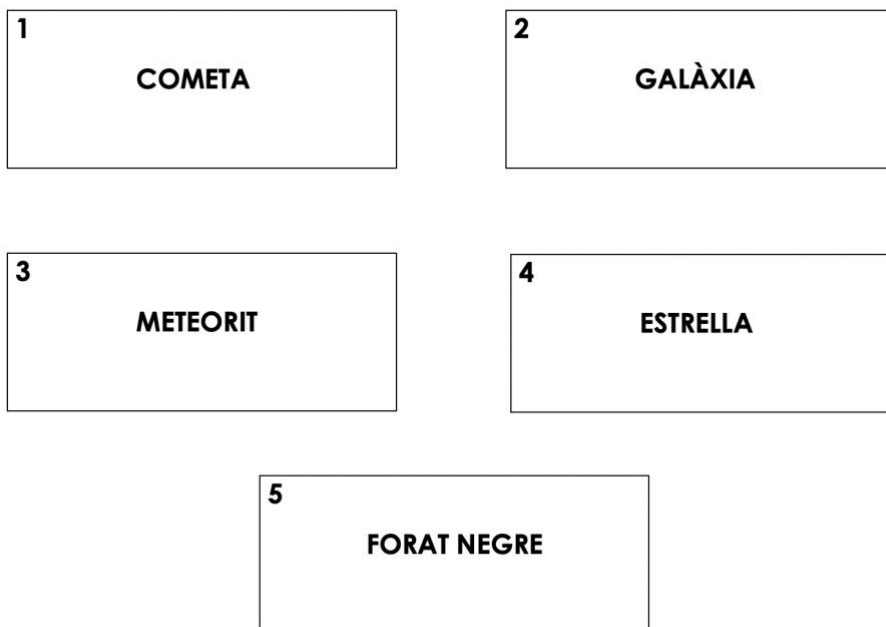 1
COMETA
2
GALÀXIA
3
METEORIT
4
ESTRELLA
5
FORAT NEGRE